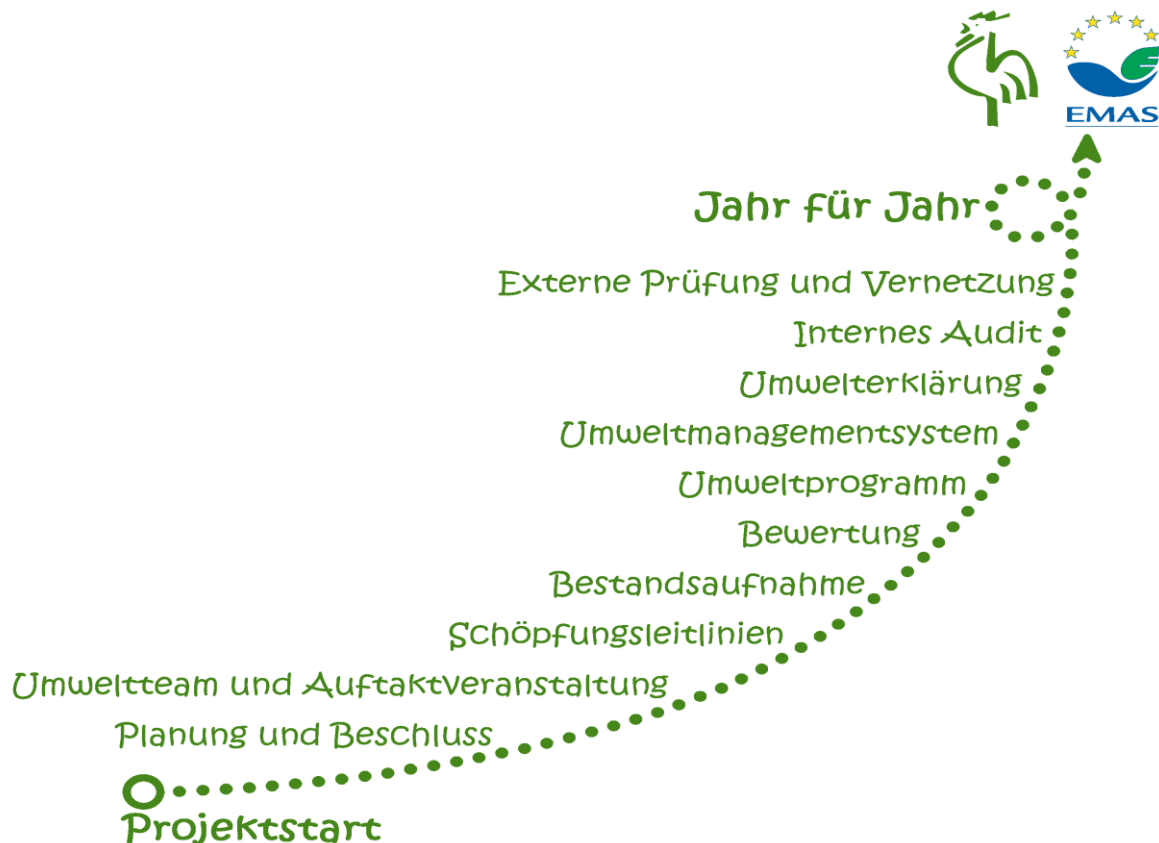 EMAS
Jahr für Jahr
Externe Prüfung und Vernetzung
Internes Audit
Umwelterklärung
Umweltmanagementsystem
Umweltprogramm
Bewertung
Bestandsaufnahme
Schöpfungsleitlinien
Umweltteam und Auftaktveranstaltung
Planung und Beschluss
Projektstart